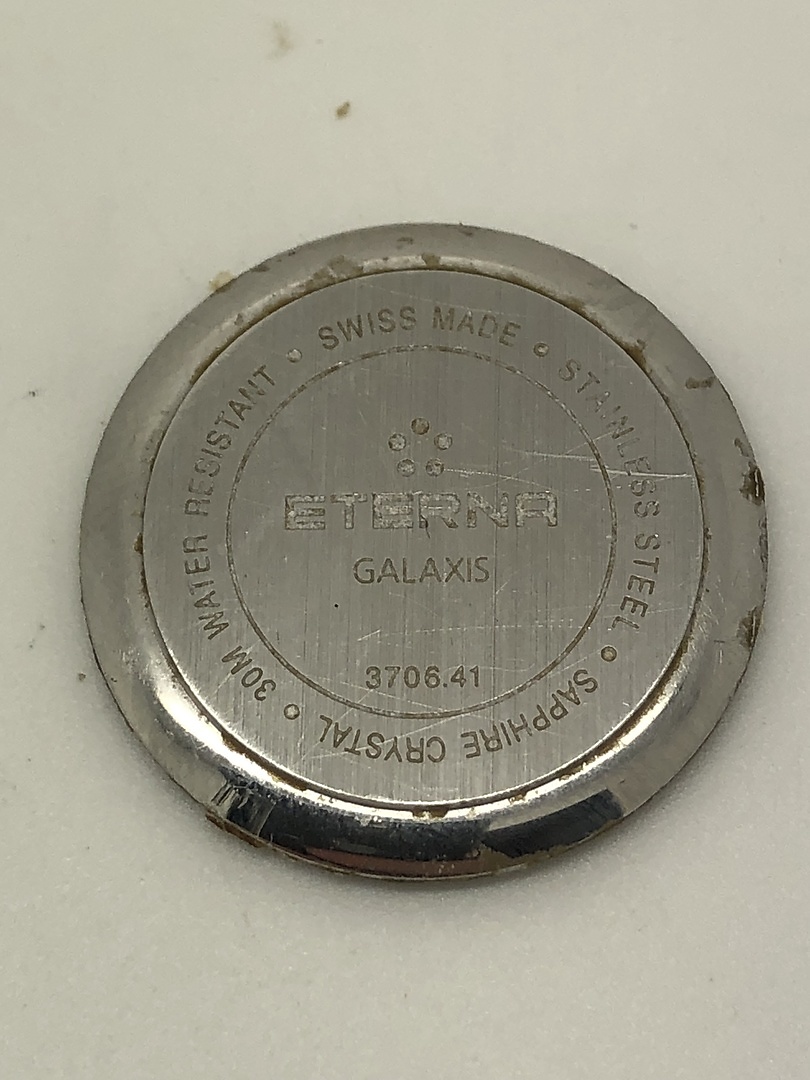 SWISS MADE • STAINLESS STEEL • SAPPHIRE CRYSTAL • 30M WATER RESISTANT •
ETERNA
GALAXIS
3706.41